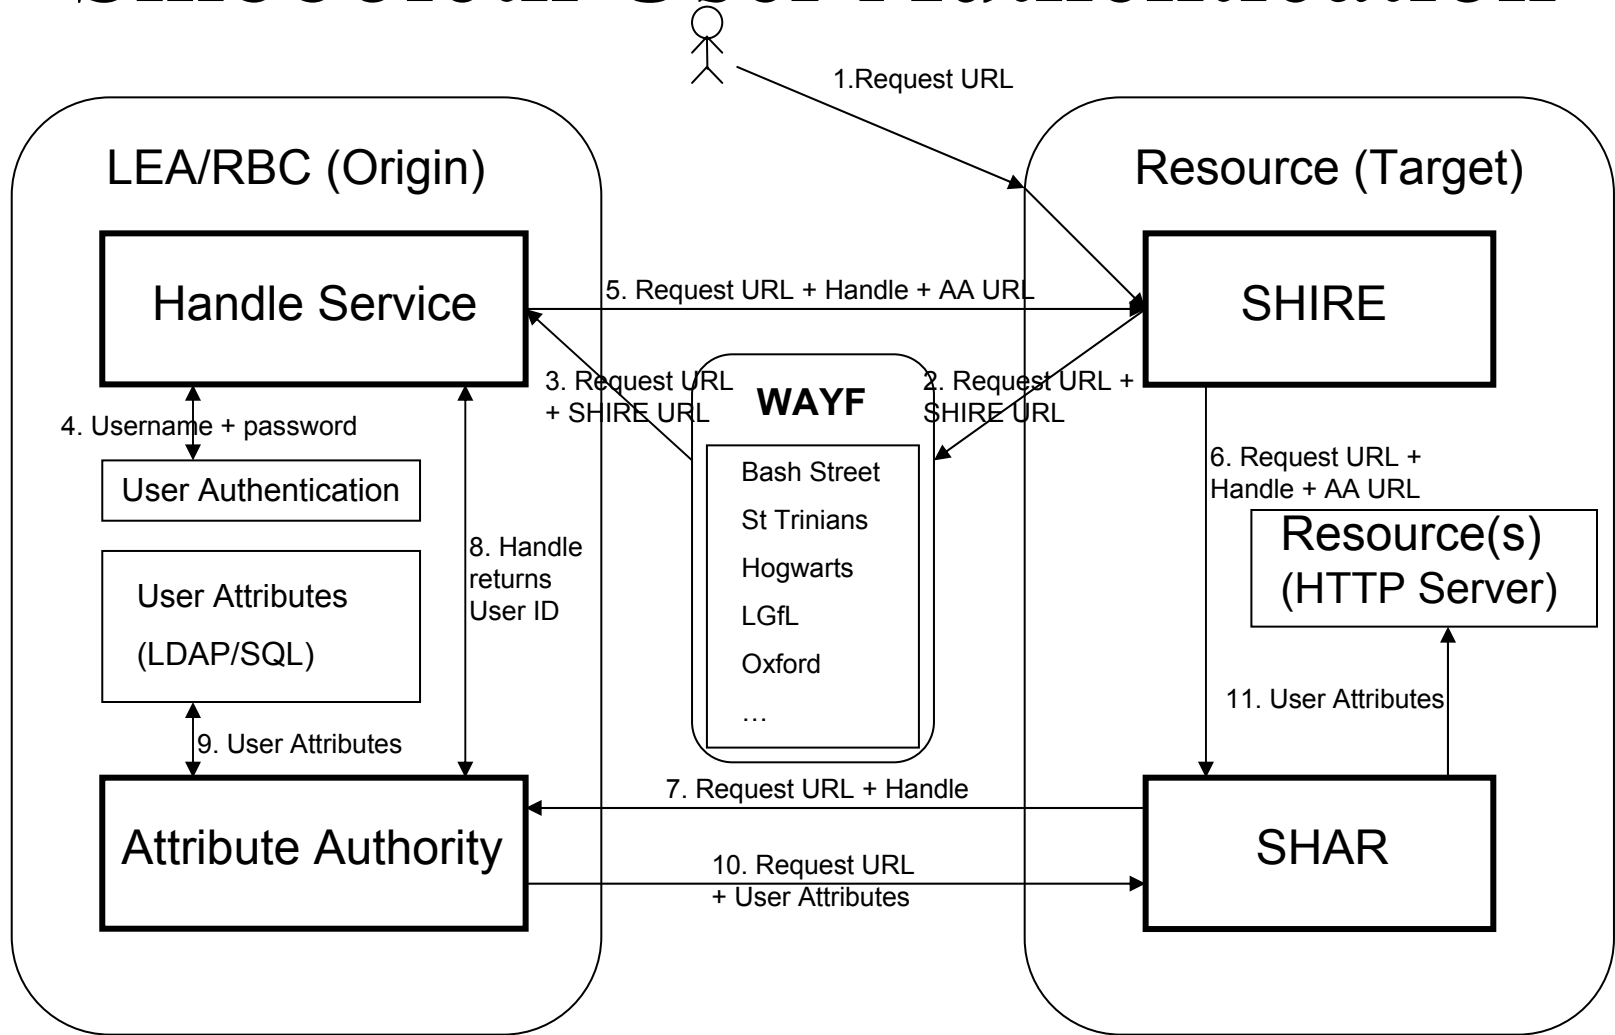 Shibboleth User Authentication
1.Request URL
LEA/RBC (Origin)
Resource (Target)
Handle Service
5. Request URL + Handle + AA URL
SHIRE
3. Request URL
+ SHIRE URL
WAYF
2. Request URL +
SHIRE URL
4. Username + password
User Authentication
Bash Street
St Trinians
Hogwarts
LGfL
Oxford
…
6. Request URL +
Handle + AA URL
Resource(s)
(HTTP Server)
8. Handle
returns
User ID
User Attributes
(LDAP/SQL)
11. User Attributes
9. User Attributes
7. Request URL + Handle
Attribute Authority
10. Request URL
+ User Attributes
SHAR